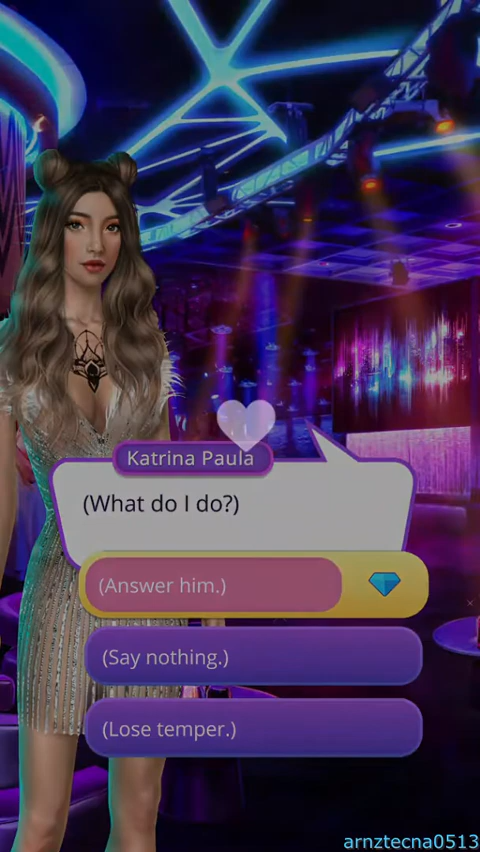 Katrina Paula
(What do I do?)
(Answer him.)
(Say nothing.)
(Lose temper.)
arnztecna0513